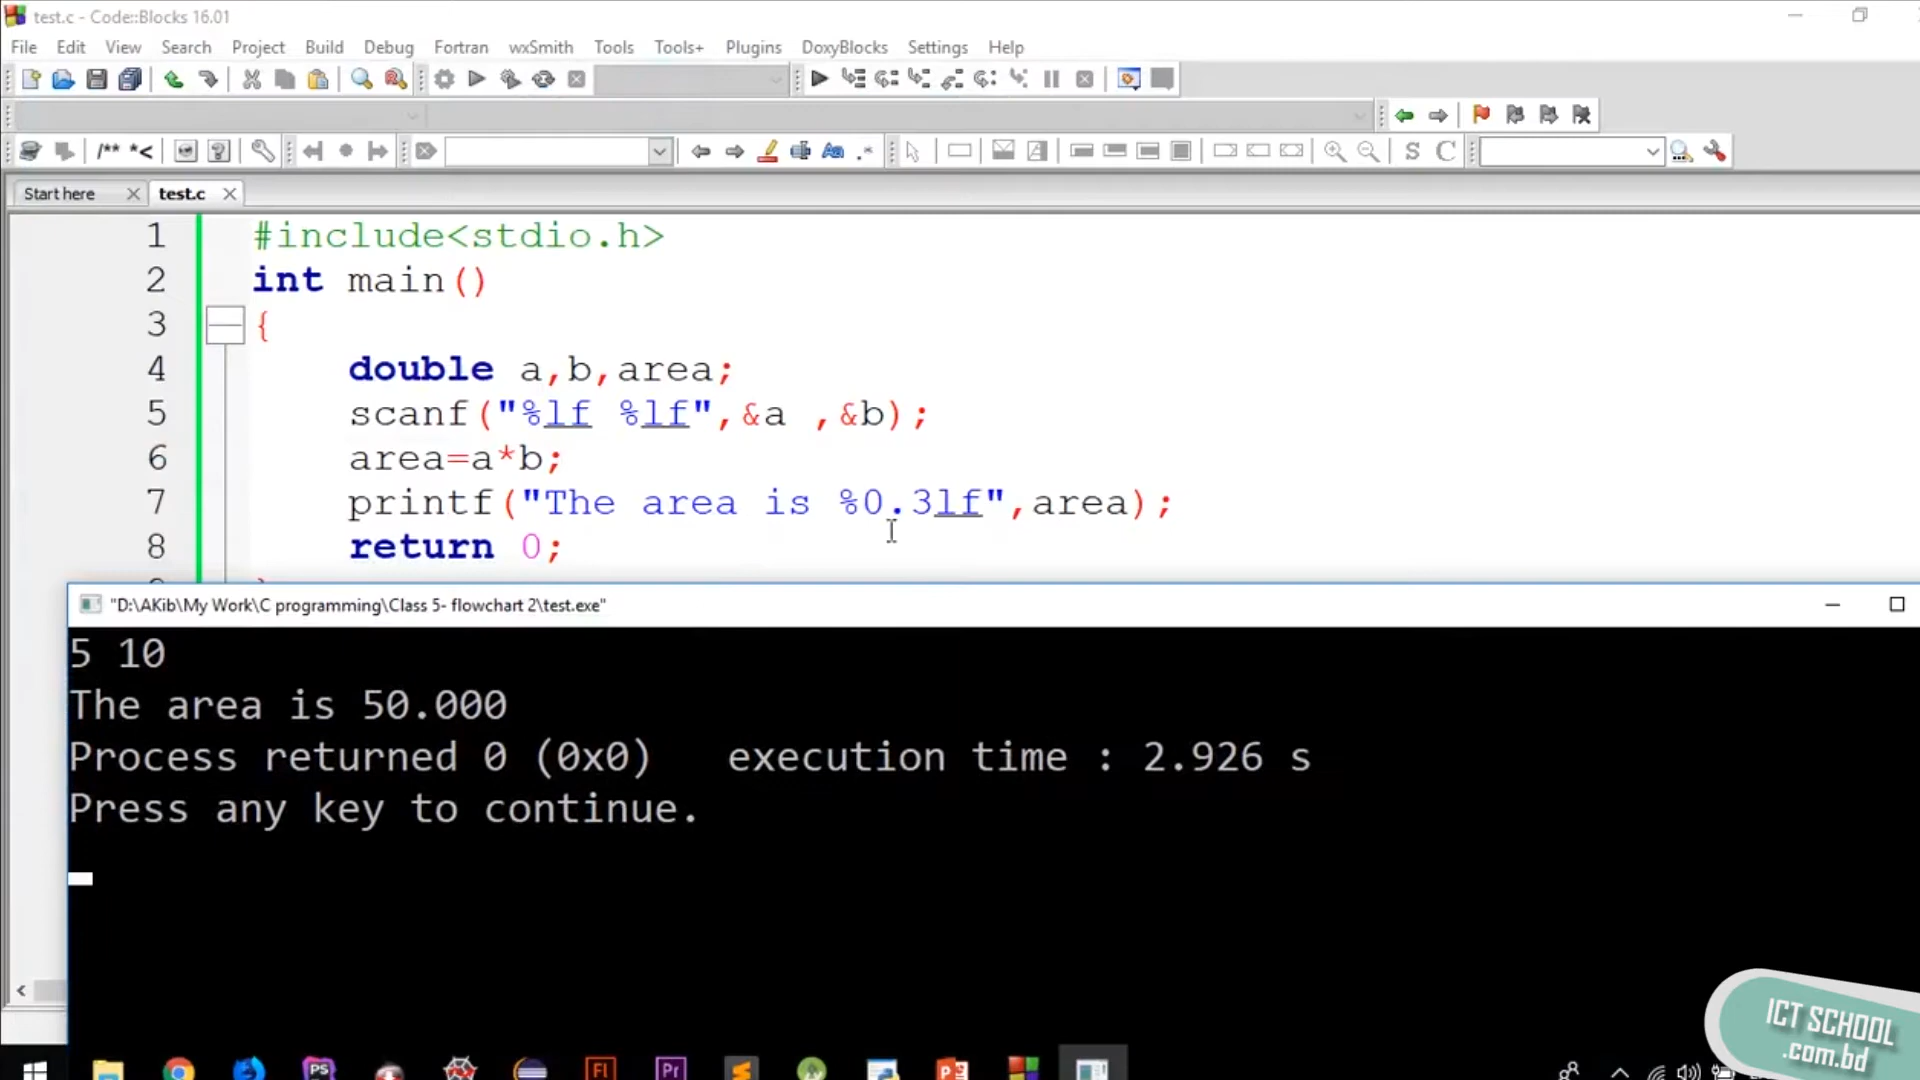 test.c - Code::Blocks 16.01
File Edit View Search Project Build Debug Fortran wxSmith Tools Tools+ Plugins DoxyBlocks Settings Help
/** *<
S C
Start here test.c
1 #include<stdio.h>
2 int main()
3 {
4 double a,b,area;
5 scanf("%lf %lf",&a ,&b);
6 area=a*b;
7 printf("The area is %0.3lf",area);
8 return 0;
"D:\AKib\My Work\C programming\Class 5- flowchart 2\test.exe"
5 10
The area is 50.000
Process returned 0 (0x0)   execution time : 2.926 s
Press any key to continue.
ICT SCHOOL
.com.bd
PS Fl Pr